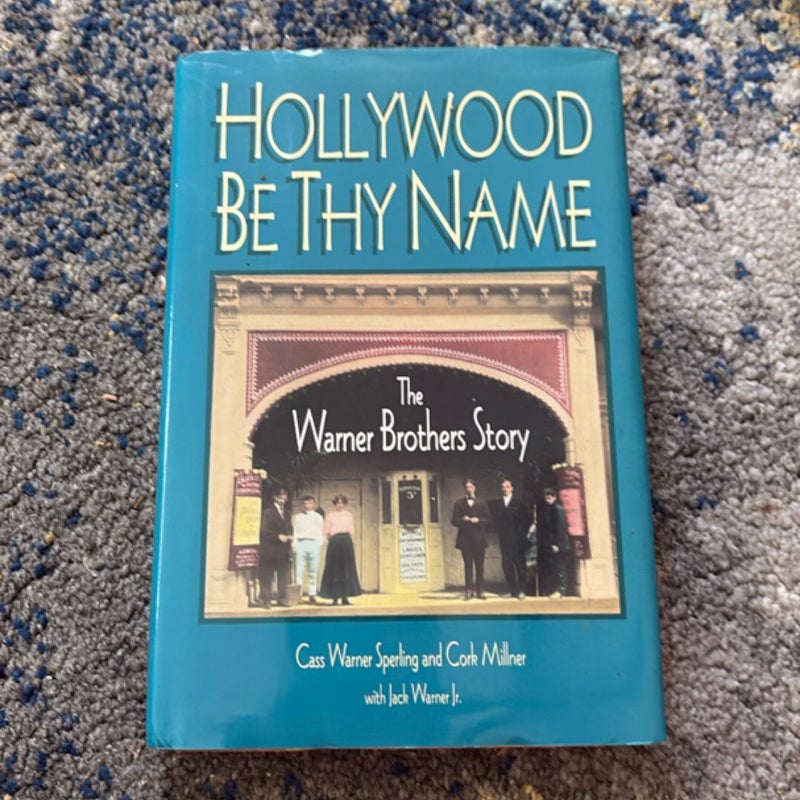 HOLLYWOOD
BE THY NAME
The
Warner Brothers Story
Cass Warner Sperling and Cork Millner
with Jack Warner Jr.